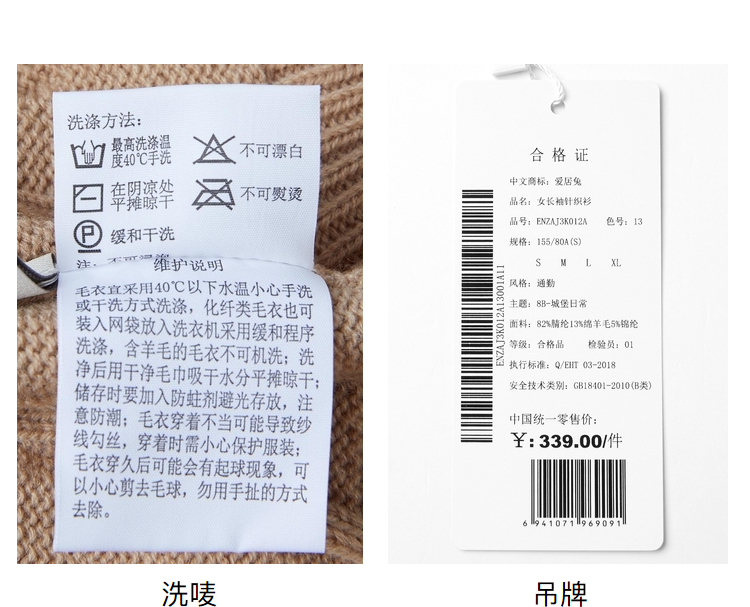 洗涤方法：
最高洗涤温
度40℃手洗
不可漂白
在阴凉处
平摊晾干
不可熨烫
缓和干洗
维护说明
毛衣宜采用40℃以下水温小心手洗
或干洗方式洗涤，化纤类毛衣也可
装入网袋放入洗衣机采用缓和程序
洗涤，含羊毛的毛衣不可机洗；洗
净后用干净毛巾吸干水分平摊晾干；
储存时要加入防蛀剂避光存放，注
意防潮；毛衣穿着不当可能导致纱
线勾丝，穿着时需小心保护服装；
毛衣穿久后可能会有起球现象，可
以小心剪去毛球，勿用手扯的方式
去除。
洗唛
合格证
中文商标：爱居兔
品名：女长袖针织衫
品号：ENZAJ3K012A 色号：13
规格：155/80A(S)
S M L XL
风格：通勤
主题：8B-城堡日常
面料：82%腈纶13%绵羊毛5%锦纶
等级：合格品 检验员：01
执行标准：Q/EHT 03-2018
安全技术类别：GB18401-2010(B类)
ENZAJ3K012A13001A11
中国统一零售价：
¥:339.00/件
6 941071 969091
吊牌